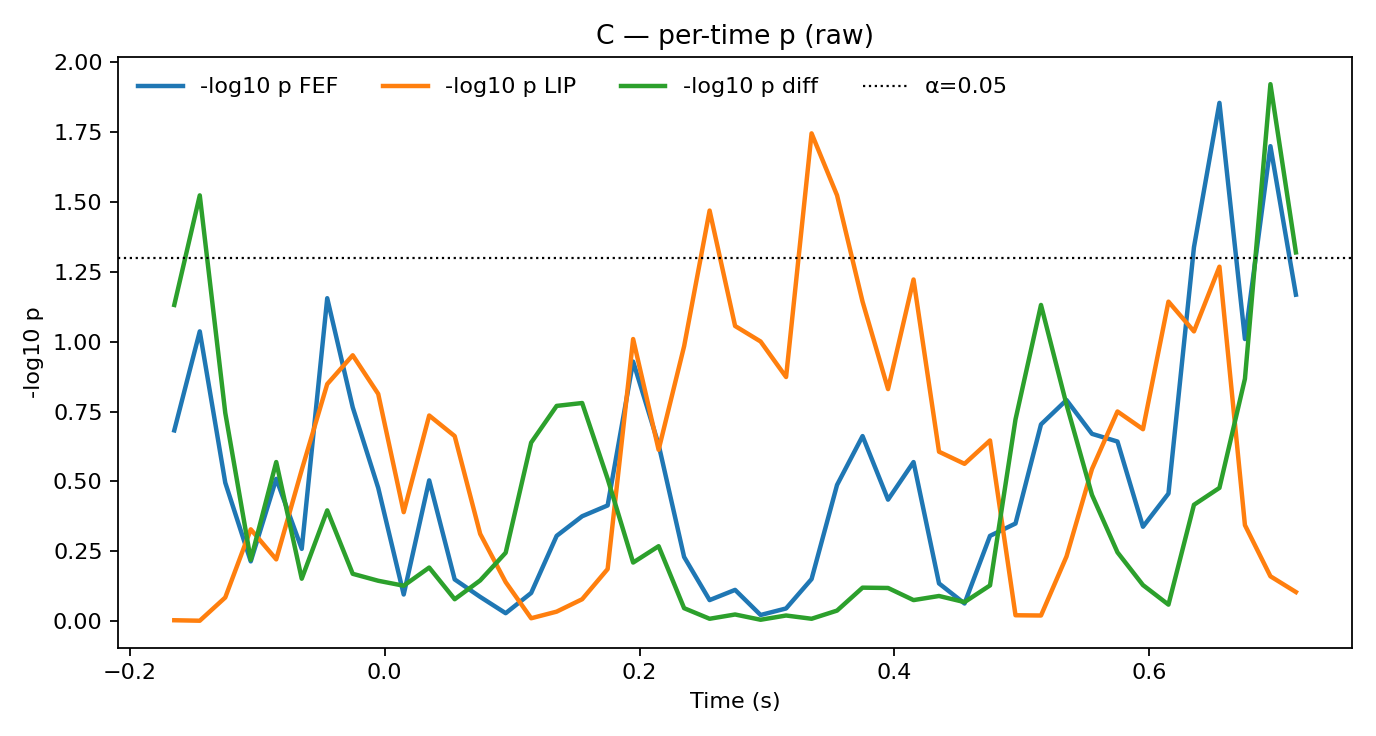 C — per-time p (raw)
-log10 p FEF -log10 p LIP -log10 p diff α=0.05
2.00
1.75
1.50
1.25
1.00
0.75
0.50
0.25
0.00
-log10 p
−0.2 0.0 0.2 0.4 0.6
Time (s)